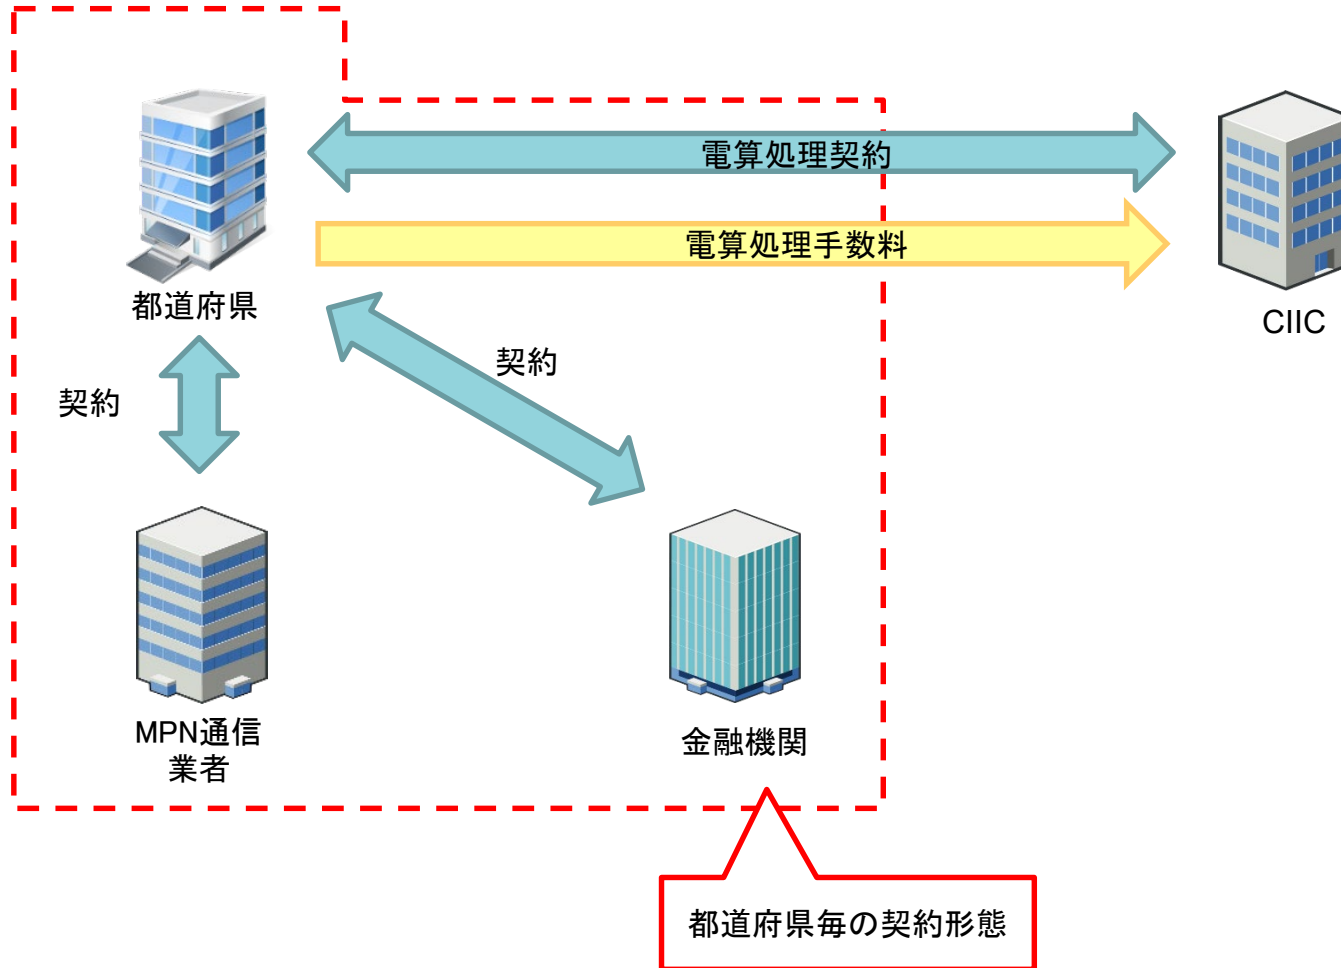 電算処理契約
電算処理手数料
都道府県
CIIC
契約
契約
MPN通信
業者
金融機関
都道府県毎の契約形態